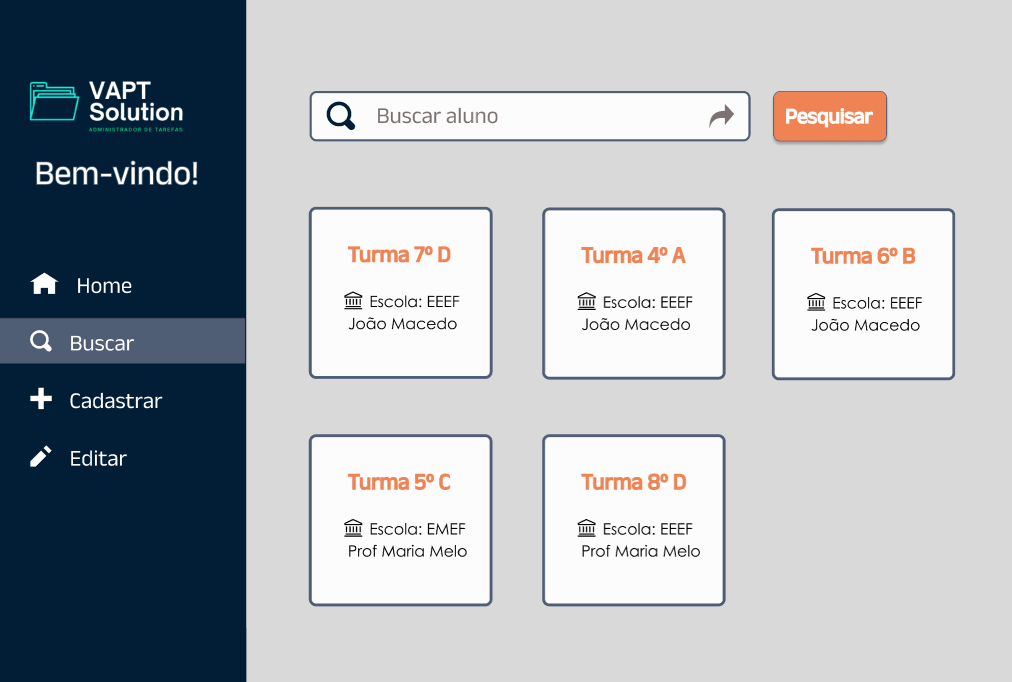 VAPT
Solution
ADMINISTRADOR DE TAREFAS
Bem-vindo!
Home
Buscar
Cadastrar
Editar
Buscar aluno
Pesquisar
Turma 7º D
Escola: EEEF
João Macedo
Turma 4º A
Escola: EEEF
João Macedo
Turma 6º B
Escola: EEEF
João Macedo
Turma 5º C
Escola: EMEF
Prof Maria Melo
Turma 8º D
Escola: EEEF
Prof Maria Melo